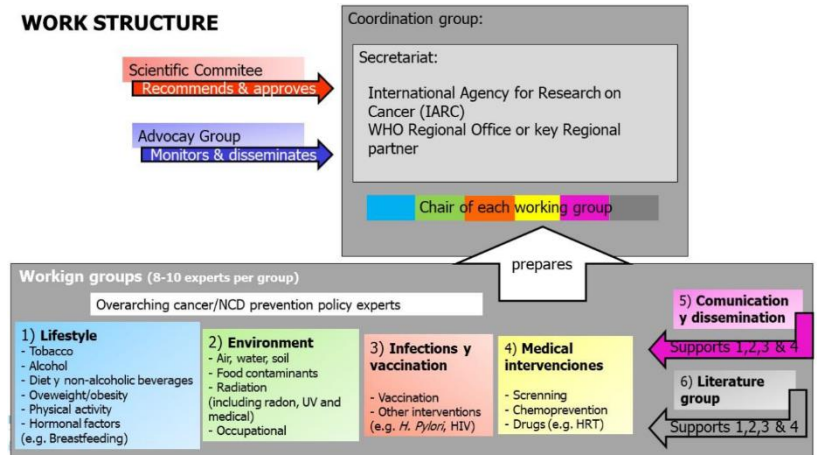 WORK STRUCTURE
Scientific Commitee
Recommends & approves
Advocay Group
Monitors & disseminates
Coordination group:
Secretariat:
International Agency for Research on
Cancer (IARC)
WHO Regional Office or key Regional
partner
Chair of each working group
prepares
Workign groups (8-10 experts per group)
Overarching cancer/NCD prevention policy experts
1) Lifestyle
- Tobacco
- Alcohol
- Diet y non-alcoholic beverages
- Oveweight/obesity
- Physical activity
- Hormonal factors
(e.g. Breastfeeding)
2) Environment
- Air, water, soil
- Food contaminants
- Radiation
(including radon, UV and
medical)
- Occupational
3) Infections y
vaccination
- Vaccination
- Other interventions
(e.g. H. Pylori, HIV)
4) Medical
intervenciones
- Screnning
- Chemoprevention
- Drugs (e.g. HRT)
5) Comunication
y dissemination
Supports 1,2,3 & 4
6) Literature
group
Supports 1,2,3 & 4